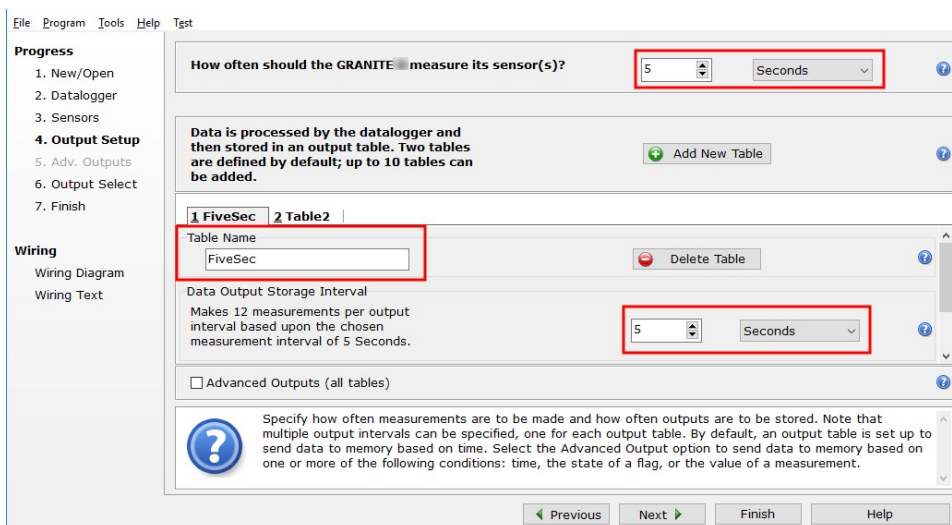 File Program Tools Help Test
Progress
1. New/Open
2. Datalogger
3. Sensors
4. Output Setup
5. Adv. Outputs
6. Output Select
7. Finish
Wiring
Wiring Diagram
Wiring Text
How often should the GRANITE measure its sensor(s)?
5 Seconds
Data is processed by the datalogger and
then stored in an output table. Two tables
are defined by default; up to 10 tables can
be added.
Add New Table
1 FiveSec 2 Table2
Table Name
FiveSec
Delete Table
Data Output Storage Interval
Makes 12 measurements per output
interval based upon the chosen
measurement interval of 5 Seconds.
5 Seconds
Advanced Outputs (all tables)
Specify how often measurements are to be made and how often outputs are to be stored. Note that
multiple output intervals can be specified, one for each output table. By default, an output table is set up to
send data to memory based on time. Select the Advanced Output option to send data to memory based on
one or more of the following conditions: time, the state of a flag, or the value of a measurement.
Previous Next Finish Help